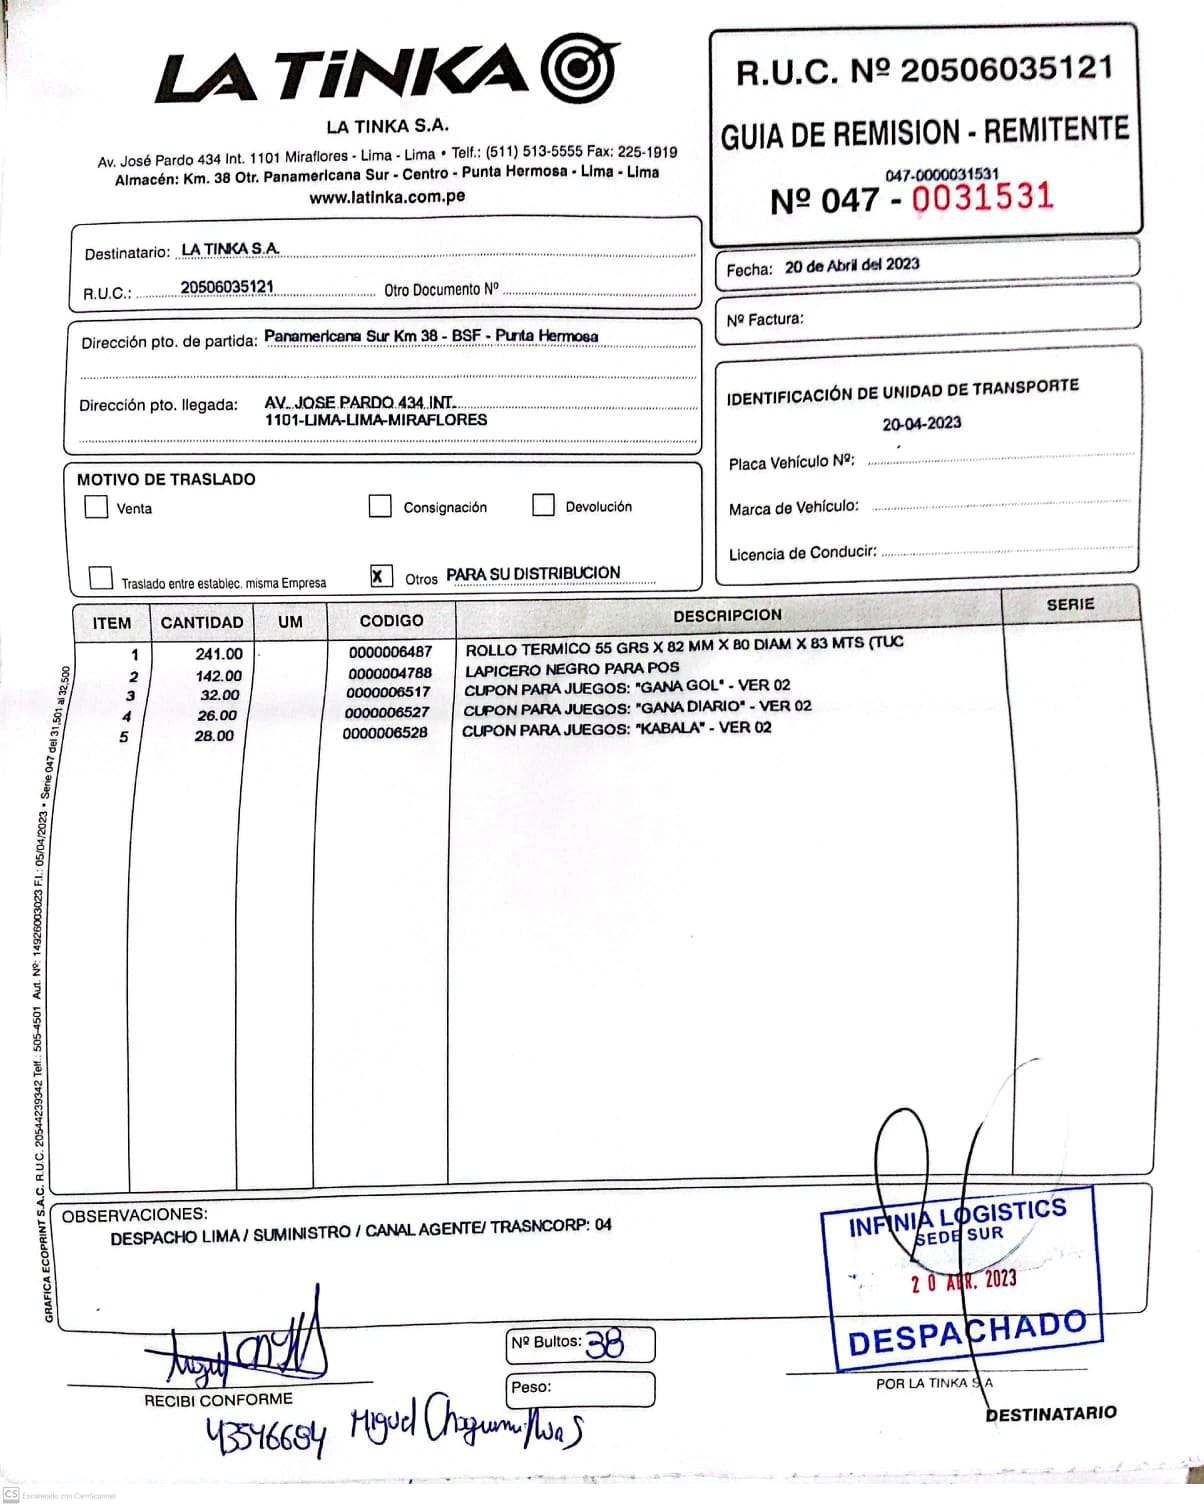 LA TiNKA
LA TINKA S.A.
Av. José Pardo 434 Int. 1101 Miraflores - Lima - Lima • Telf.: (511) 513-5555 Fax: 225-1919
Almacén: Km. 38 Otr. Panamericana Sur - Centro - Punta Hermosa - Lima - Lima
www.latinka.com.pe
R.U.C. Nº 20506035121
GUIA DE REMISION - REMITENTE
047-0000031531
Nº 047 - 0031531
Destinatario: LA TINKA S.A.
R.U.C.: 20506035121 Otro Documento Nº
Fecha: 20 de Abril del 2023
Nº Factura:
Dirección pto. de partida: Panamericana Sur Km 38 - BSF - Punta Hermosa
Dirección pto. llegada: AV. JOSE PARDO 434 INT.
1101-LIMA-LIMA-MIRAFLORES
IDENTIFICACIÓN DE UNIDAD DE TRANSPORTE
20-04-2023
Placa Vehículo Nº:
Marca de Vehículo:
Licencia de Conducir:
MOTIVO DE TRASLADO
Venta Consignación Devolución
Traslado entre establec. misma Empresa X Otros PARA SU DISTRIBUCION
ITEM CANTIDAD UM CODIGO DESCRIPCION SERIE
1 241.00 0000006487 ROLLO TERMICO 55 GRS X 82 MM X 80 DIAM X 83 MTS (TUC
2 142.00 0000004788 LAPICERO NEGRO PARA POS
3 32.00 0000006517 CUPON PARA JUEGOS: "GANA GOL" - VER 02
4 26.00 0000006527 CUPON PARA JUEGOS: "GANA DIARIO" - VER 02
5 28.00 0000006528 CUPON PARA JUEGOS: "KABALA" - VER 02
GRAFICA ECOPRINT S.A.C. R.U.C. 20544239342 Telf.: 505-4501 Aut. Nº: 14926003023 F.I.: 05/04/2023 • Serie 047 del 31,501 al 32,500
OBSERVACIONES:
DESPACHO LIMA / SUMINISTRO / CANAL AGENTE/ TRASNCORP: 04
INFINIA LOGISTICS
SEDE SUR
20 ABR. 2023
DESPACHADO
Nº Bultos: 38
Peso:
RECIBI CONFORME
POR LA TINKA S A
43546684 Miguel
DESTINATARIO
CS Escaneado con CamScanner